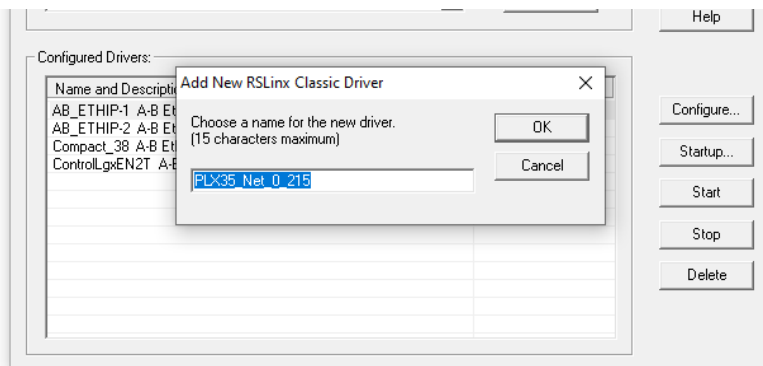 Help
Configured Drivers:
Name and Descripti
Add New RSLinx Classic Driver
AB_ETHIP-1 A-B Et
AB_ETHIP-2 A-B Et
Compact_38 A-B Et
ControlLgxEN2T A-B
Choose a name for the new driver.
(15 characters maximum)
PLX35_Net_0_215
OK
Cancel
Configure...
Startup...
Start
Stop
Delete